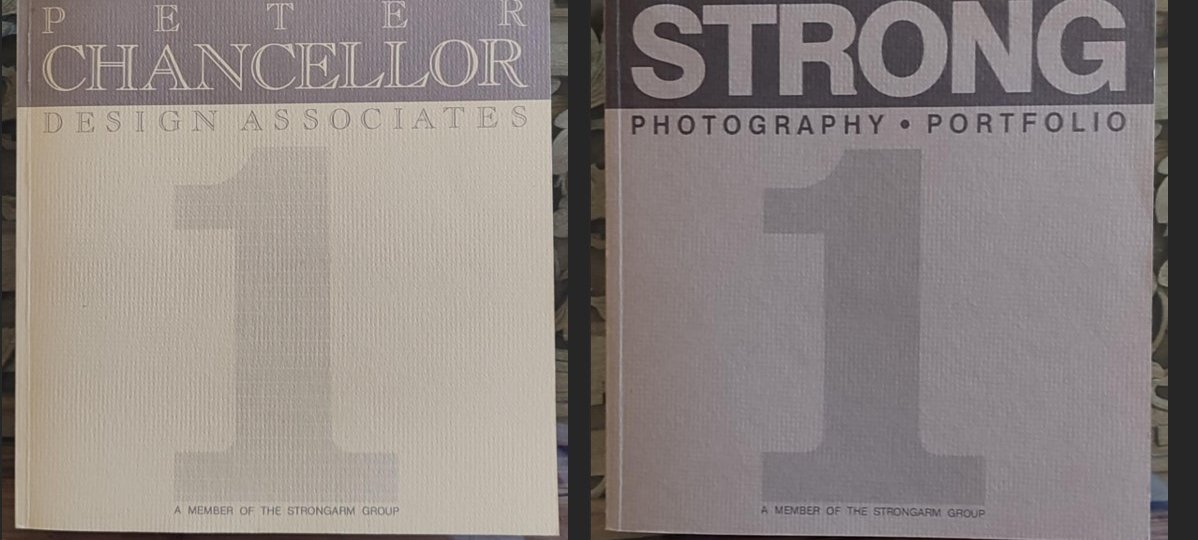 P E T E R
CHANCELLOR
DESIGN ASSOCIATES
1
A MEMBER OF THE STRONGARM GROUP
STRONG
PHOTOGRAPHY • PORTFOLIO
1
A MEMBER OF THE STRONGARM GROUP